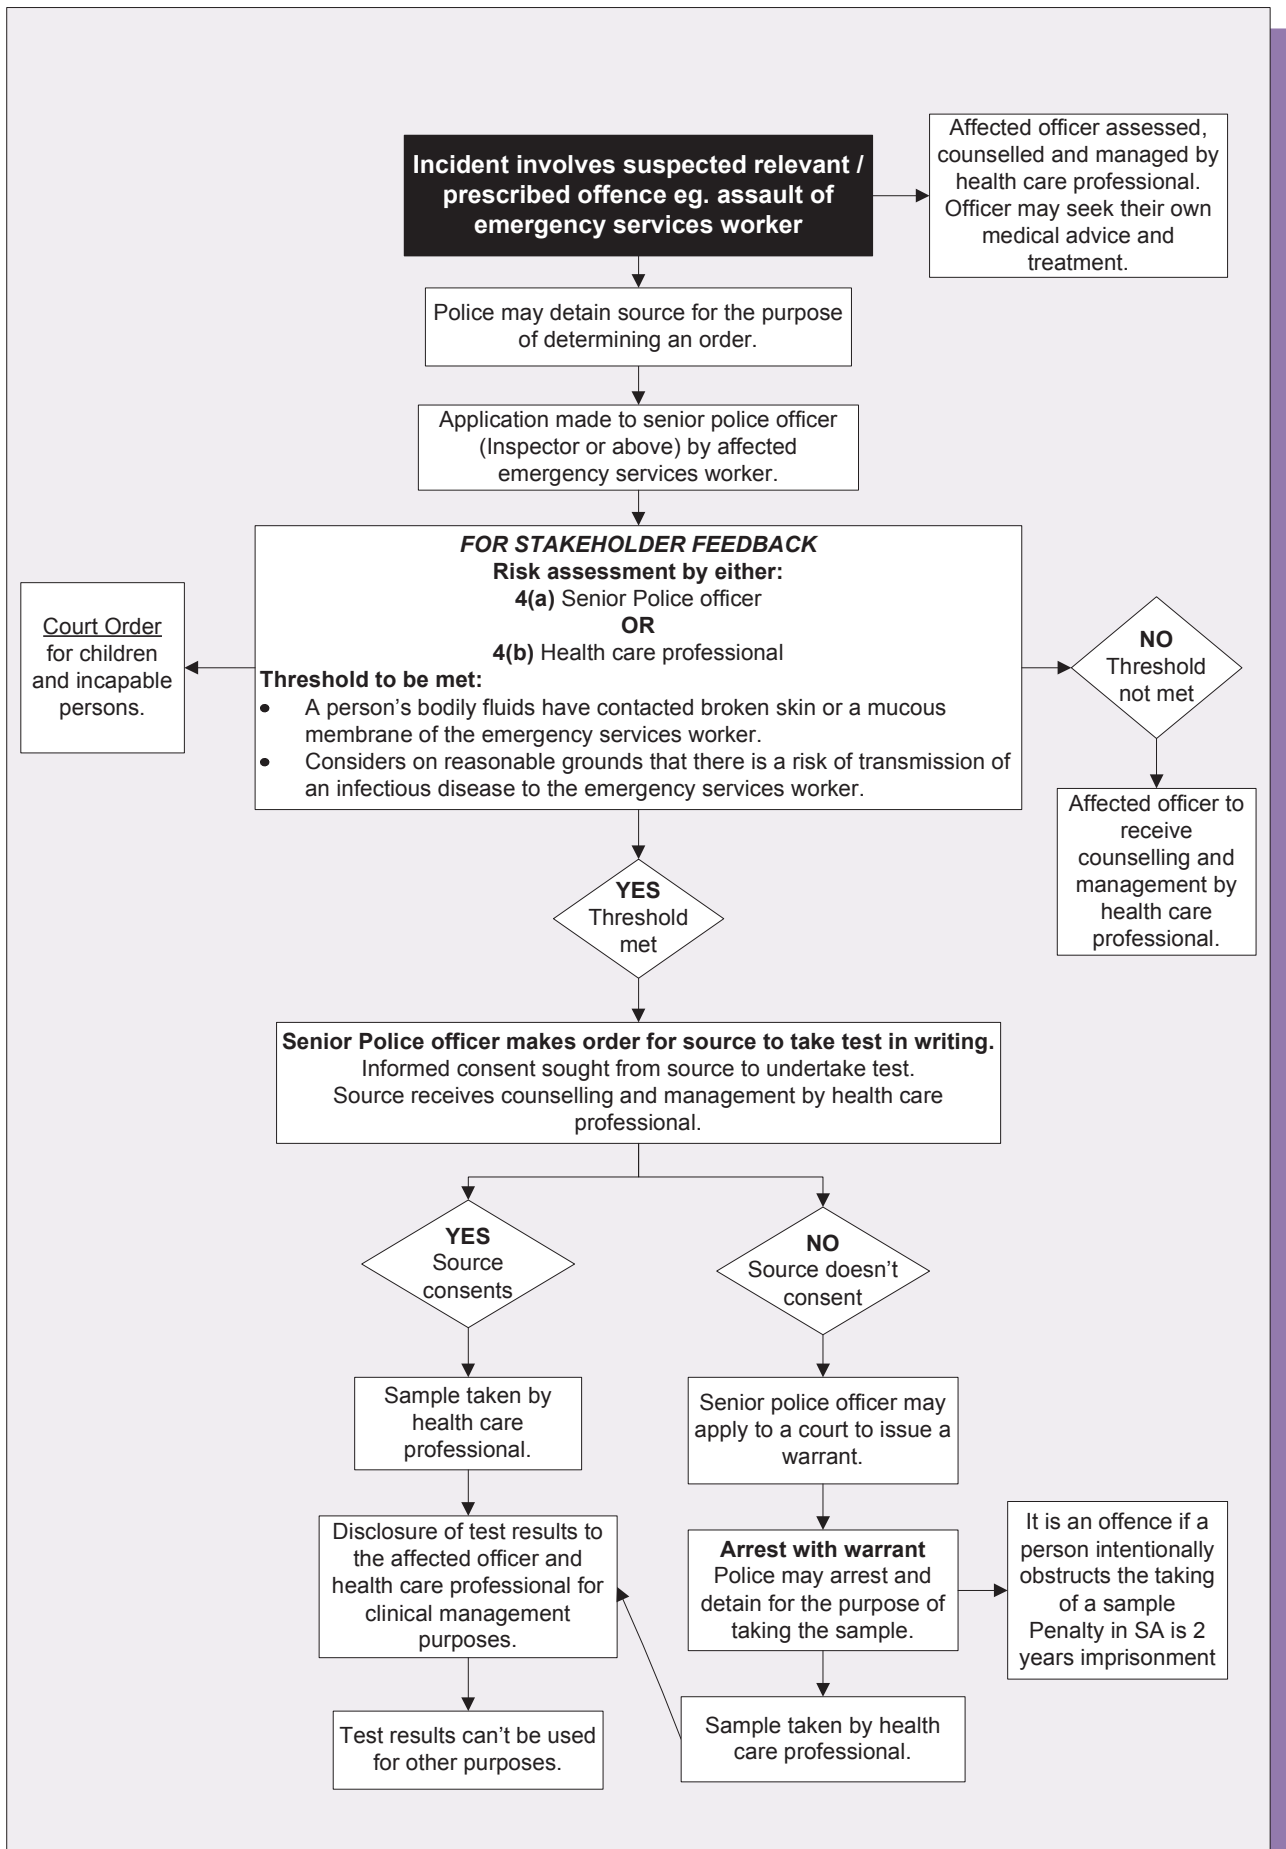 Incident involves suspected relevant /
prescribed offence eg. assault of
emergency services worker
Affected officer assessed,
counselled and managed by
health care professional.
Officer may seek their own
medical advice and
treatment.
Police may detain source for the purpose
of determining an order.
Application made to senior police officer
(Inspector or above) by affected
emergency services worker.
FOR STAKEHOLDER FEEDBACK
Risk assessment by either:
4(a) Senior Police officer
OR
4(b) Health care professional
Threshold to be met:
• A person’s bodily fluids have contacted broken skin or a mucous
membrane of the emergency services worker.
• Considers on reasonable grounds that there is a risk of transmission of
an infectious disease to the emergency services worker.
Court Order
for children
and incapable
persons.
NO
Threshold
not met
Affected officer to
receive
counselling and
management by
health care
professional.
YES
Threshold
met
Senior Police officer makes order for source to take test in writing.
Informed consent sought from source to undertake test.
Source receives counselling and management by health care
professional.
YES
Source
consents
NO
Source doesn’t
consent
Sample taken by
health care
professional.
Senior police officer may
apply to a court to issue a
warrant.
Disclosure of test results to
the affected officer and
health care professional for
clinical management
purposes.
Arrest with warrant
Police may arrest and
detain for the purpose of
taking the sample.
It is an offence if a
person intentionally
obstructs the taking
of a sample
Penalty in SA is 2
years imprisonment
Test results can’t be used
for other purposes.
Sample taken by health
care professional.